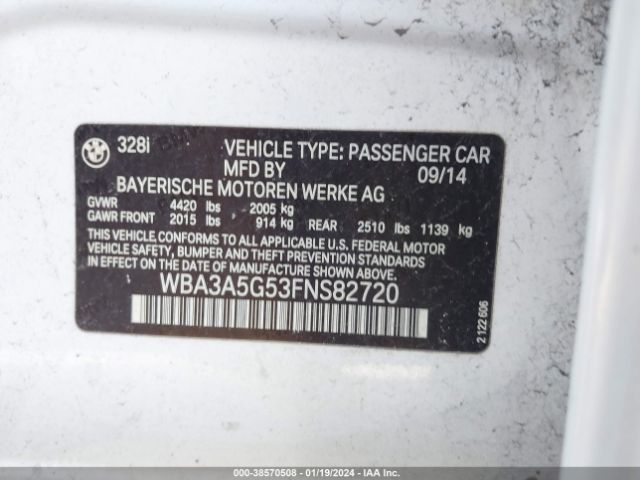 328i
VEHICLE TYPE: PASSENGER CAR
MFD BY 09/14
BAYERISCHE MOTOREN WERKE AG
GVWR 4420 lbs 2005 kg
GAWR FRONT 2015 lbs 914 kg REAR 2510 lbs 1139 kg
THIS VEHICLE CONFORMS TO ALL APPLICABLE U.S. FEDERAL MOTOR
VEHICLE SAFETY, BUMPER AND THEFT PREVENTION STANDARDS
IN EFFECT ON THE DATE OF MANUFACTURE SHOWN ABOVE.
WBA3A5G53FNS82720
2 122 606
000-38570508 - 01/19/2024 - IAAI.COM